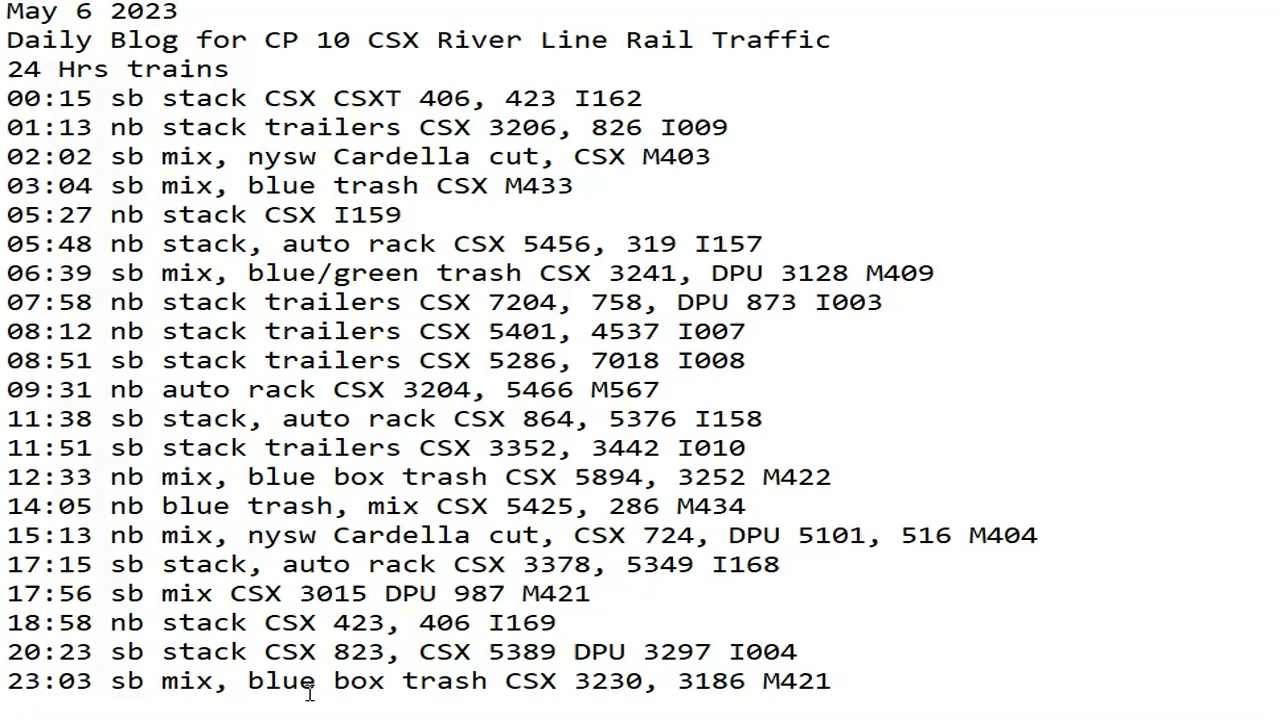 May 6 2023
Daily Blog for CP 10 CSX River Line Rail Traffic
24 Hrs trains
00:15 sb stack CSX CSXT 406, 423 I162
01:13 nb stack trailers CSX 3206, 826 I009
02:02 sb mix, nysw Cardella cut, CSX M403
03:04 sb mix, blue trash CSX M433
05:27 nb stack CSX I159
05:48 nb stack, auto rack CSX 5456, 319 I157
06:39 sb mix, blue/green trash CSX 3241, DPU 3128 M409
07:58 nb stack trailers CSX 7204, 758, DPU 873 I003
08:12 nb stack trailers CSX 5401, 4537 I007
08:51 sb stack trailers CSX 5286, 7018 I008
09:31 nb auto rack CSX 3204, 5466 M567
11:38 sb stack, auto rack CSX 864, 5376 I158
11:51 sb stack trailers CSX 3352, 3442 I010
12:33 nb mix, blue box trash CSX 5894, 3252 M422
14:05 nb blue trash, mix CSX 5425, 286 M434
15:13 nb mix, nysw Cardella cut, CSX 724, DPU 5101, 516 M404
17:15 sb stack, auto rack CSX 3378, 5349 I168
17:56 sb mix CSX 3015 DPU 987 M421
18:58 nb stack CSX 423, 406 I169
20:23 sb stack CSX 823, CSX 5389 DPU 3297 I004
23:03 sb mix, blue box trash CSX 3230, 3186 M421